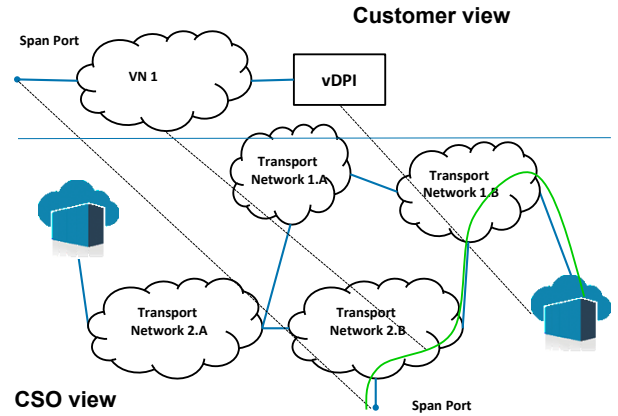 Customer view
Span Port
VN 1
vDPI
Transport
Network 1.A
Transport
Network 1.B
Transport
Network 2.A
Transport
Network 2.B
CSO view
Span Port